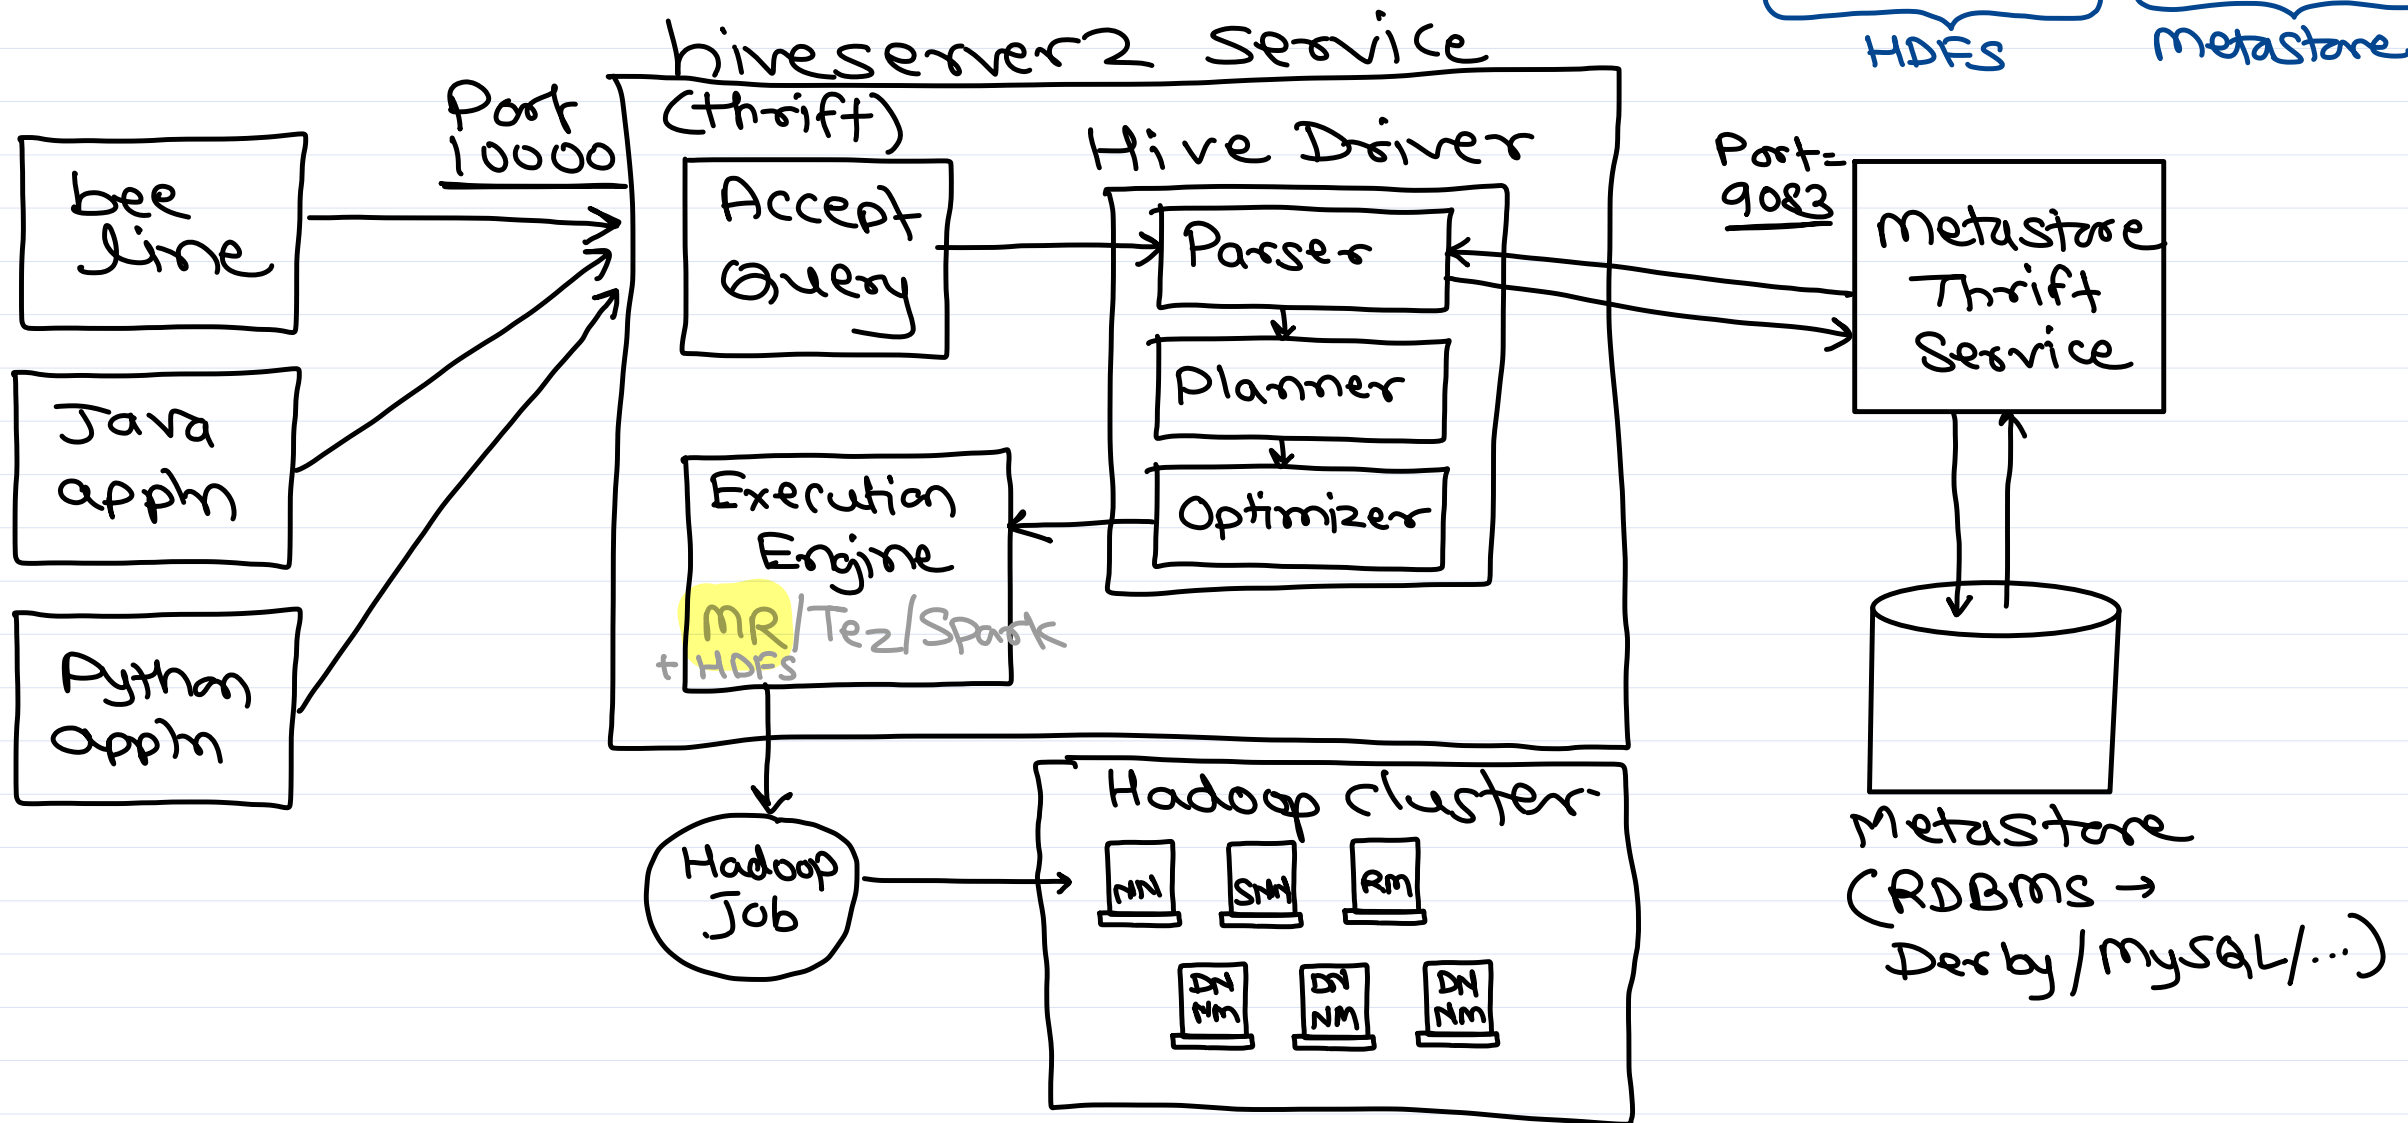 HDFS
Metastore
hiveserver2 service
(thrift)
Port
10000
bee
line
Java
appln
Python
appln
Accept
Query
Hive Driver
Parser
Planner
Optimizer
Execution
Engine
MR/Tez/Spark
+ HDFS
Port=
9083
Metastore
Thrift
Service
Metastore
(RDBMS →
Derby/MySQL/...)
Hadoop
Job
Hadoop cluster
NN
SNN
RM
DN
NM
DN
NM
DN
NM